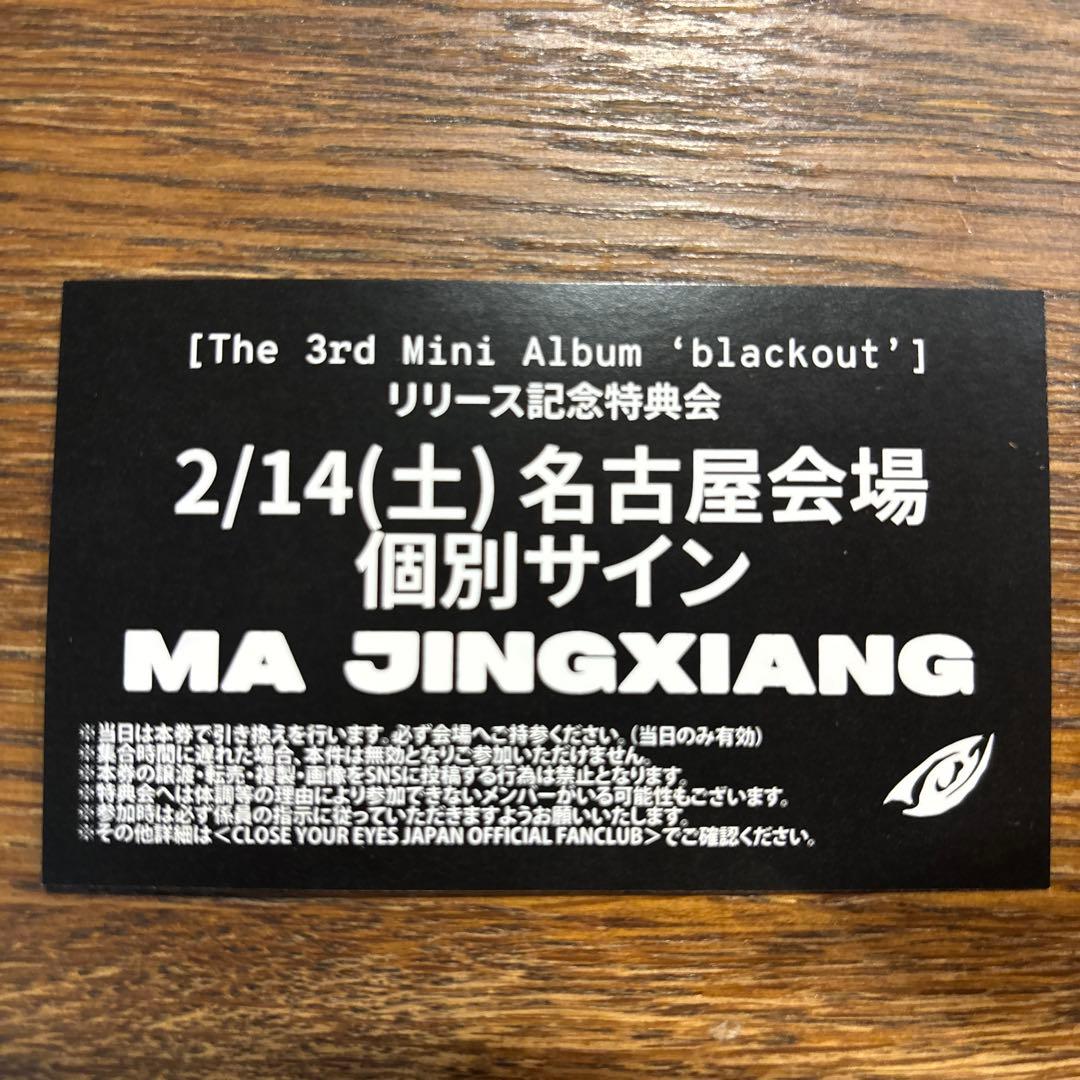 [The 3rd Mini Album ‘blackout’]
リリース記念特典会
2/14(土) 名古屋会場
個別サイン
MA JINGXIANG
※当日は本券で引き換えを行います。必ず会場へご持参ください。(当日のみ有効)
※集合時間に遅れた場合、本件は無効となりご参加いただけません。
※本券の譲渡・転売・複製・画像をSNSに投稿する行為は禁止となります。
※特典会へは体調等の理由により参加できないメンバーがいる可能性もございます。
※参加時は必ず係員の指示に従っていただきますようお願いいたします。
※その他詳細は<CLOSE YOUR EYES JAPAN OFFICIAL FANCLUB>でご確認ください。